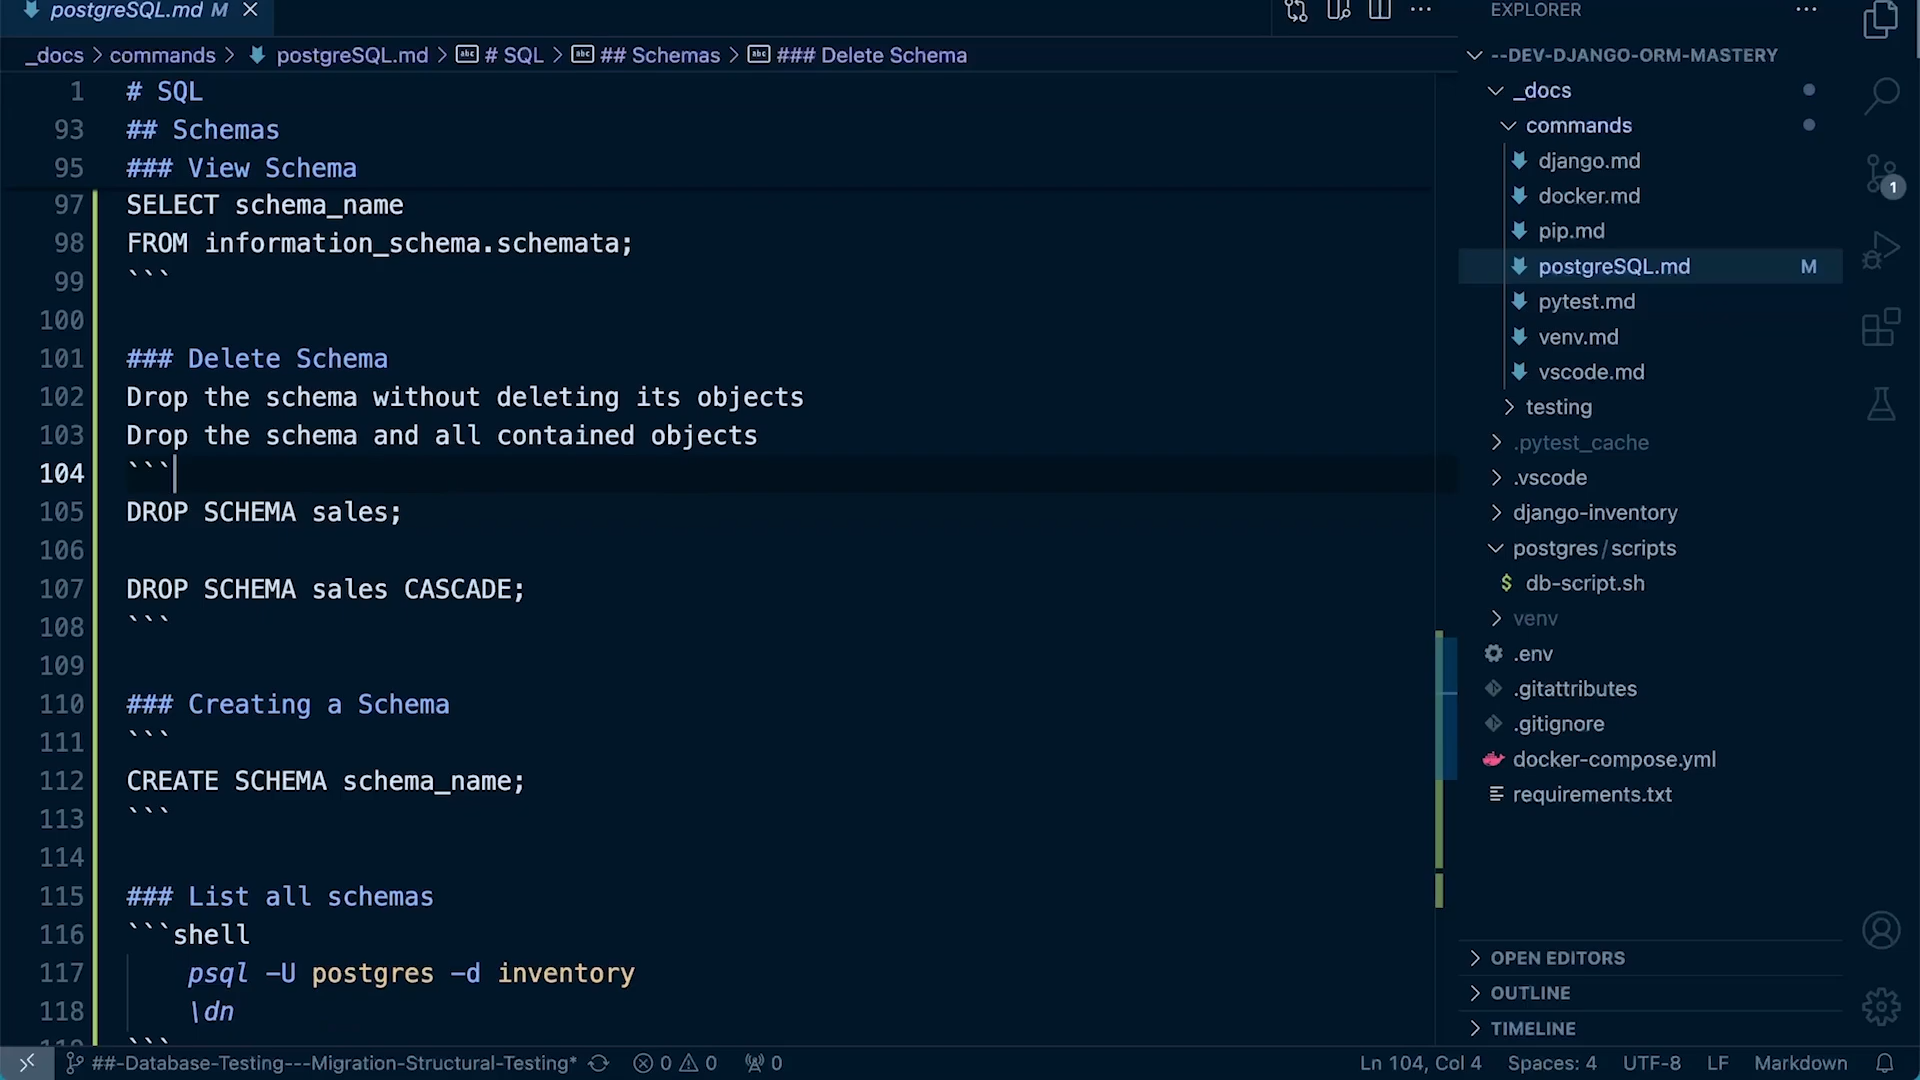 postgreSQL.md M
_docs > commands > postgreSQL.md > # SQL > ## Schemas > ### Delete Schema
1 # SQL
93 ## Schemas
95 ### View Schema
97 SELECT schema_name
98 FROM information_schema.schemata;
99 ```
100
101 ### Delete Schema
102 Drop the schema without deleting its objects
103 Drop the schema and all contained objects
104 ```
105 DROP SCHEMA sales;
106
107 DROP SCHEMA sales CASCADE;
108 ```
109
110 ### Creating a Schema
111 ```
112 CREATE SCHEMA schema_name;
113 ```
114
115 ### List all schemas
116 ```shell
117 psql -U postgres -d inventory
118 \dn
119 ```
EXPLORER
--DEV-DJANGO-ORM-MASTERY
_docs
commands
django.md
docker.md
pip.md
postgreSQL.md M
pytest.md
venv.md
vscode.md
testing
.pytest_cache
.vscode
django-inventory
postgres/scripts
$ db-script.sh
venv
.env
.gitattributes
.gitignore
docker-compose.yml
requirements.txt
OPEN EDITORS
OUTLINE
TIMELINE
1
##-Database-Testing---Migration-Structural-Testing* 0 0 0
Ln 104, Col 4 Spaces: 4 UTF-8 LF Markdown